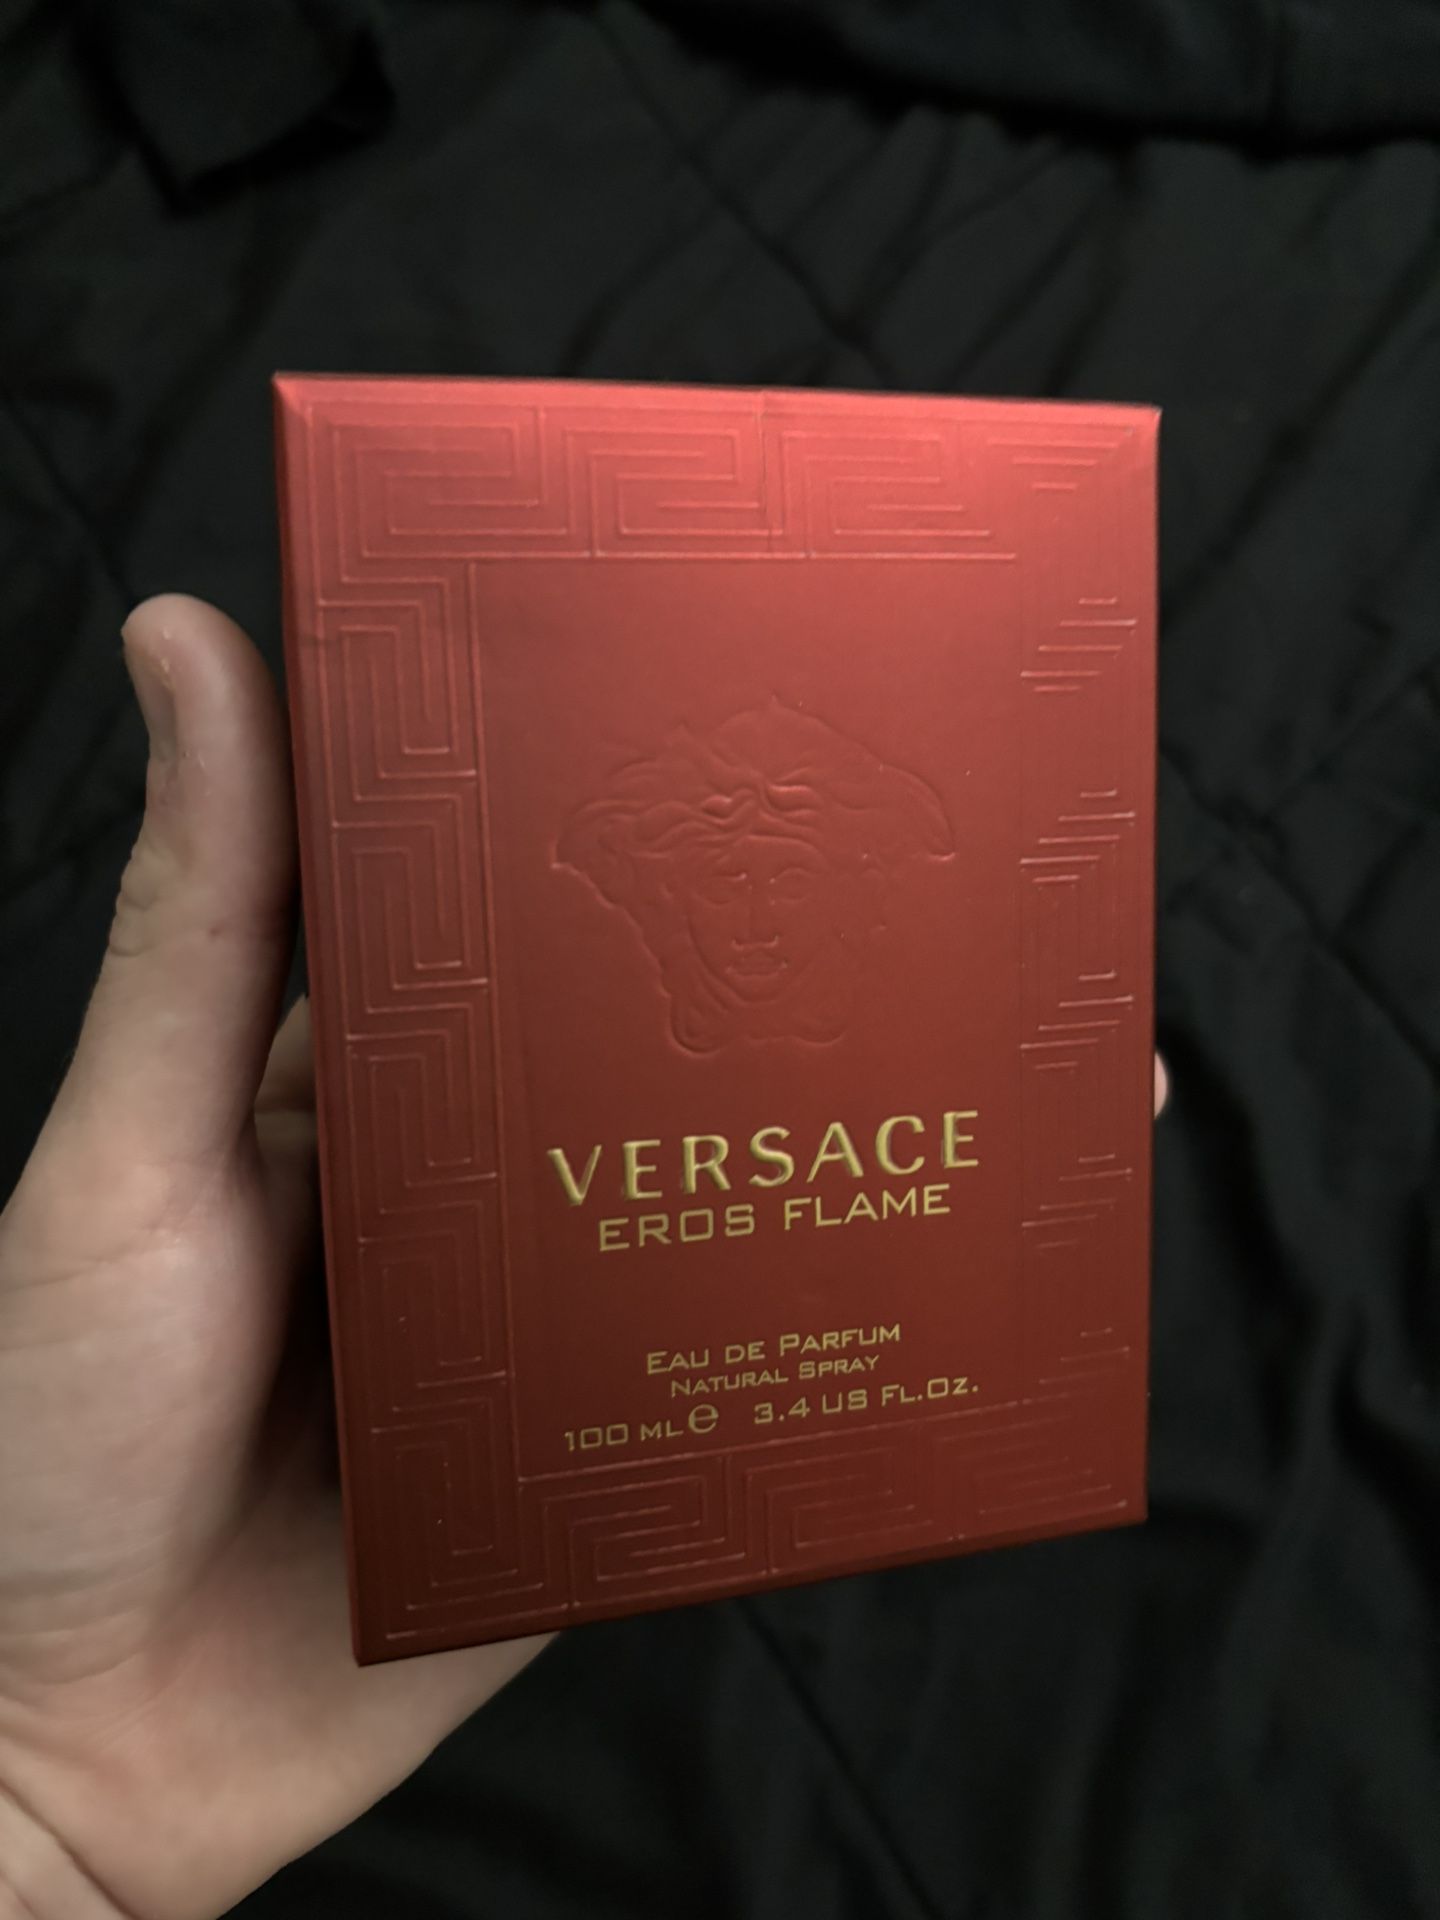 VERSACE
EROS FLAME
EAU DE PARFUM
NATURAL SPRAY
100 ML ℮ 3.4 US FL.OZ.